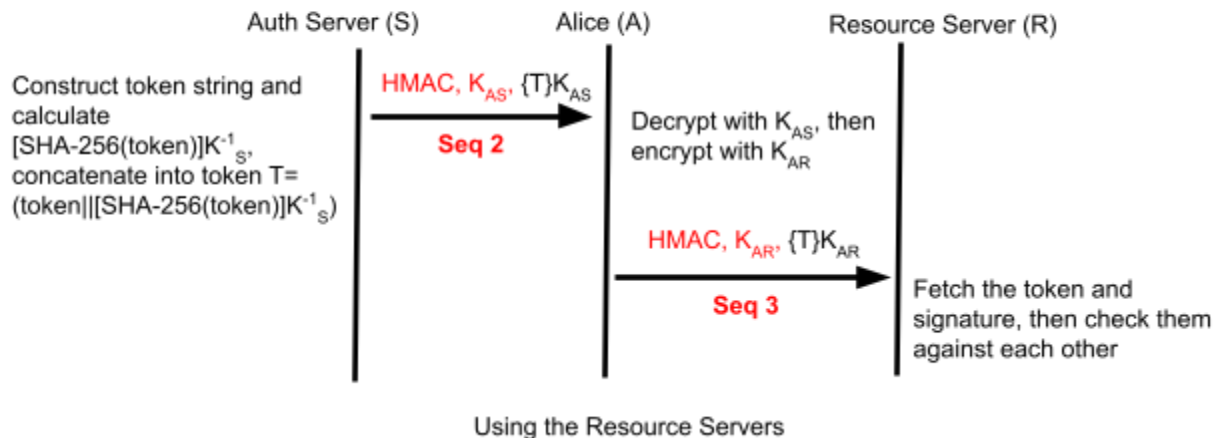 Auth Server (S)
Alice (A)
Resource Server (R)
Construct token string and
calculate
[SHA-256(token)]K⁻¹S,
concatenate into token T=
(token||[SHA-256(token)]K⁻¹S)
HMAC, KAS, {T}KAS
Seq 2
Decrypt with KAS, then
encrypt with KAR
HMAC, KAR, {T}KAR
Seq 3
Fetch the token and
signature, then check them
against each other
Using the Resource Servers